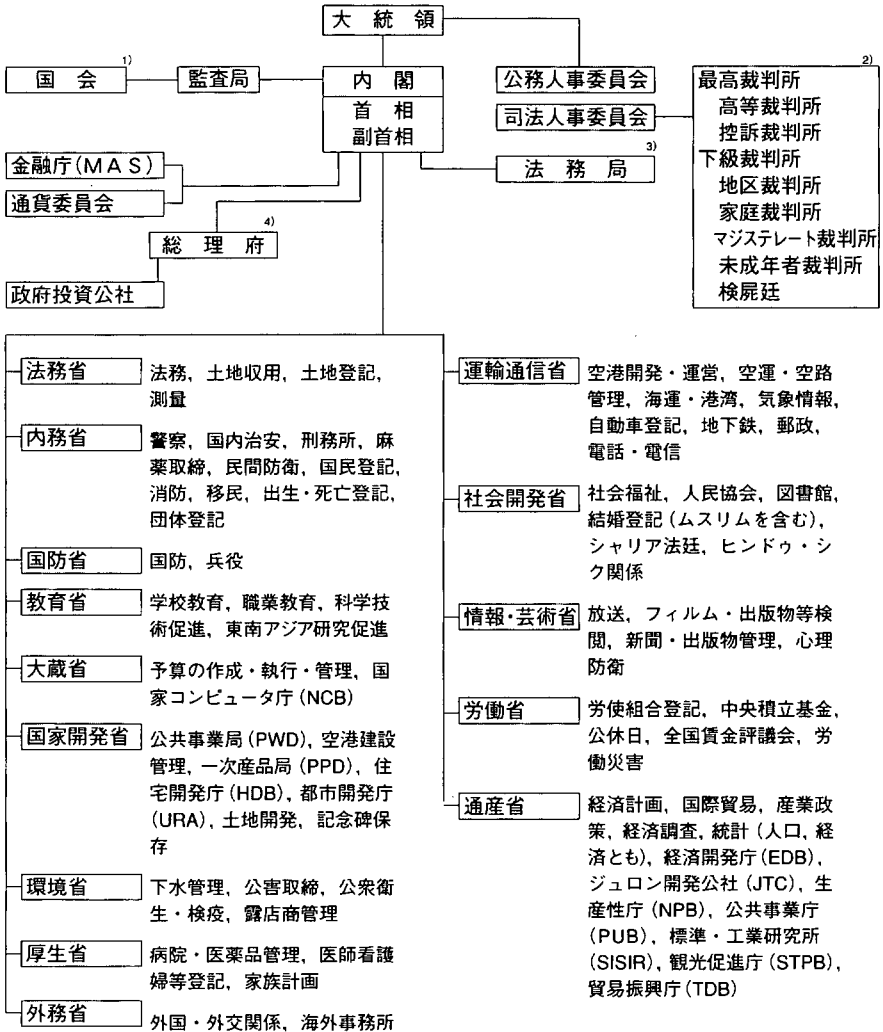 大統領
国会 1)
監査局
内閣
首相
副首相
公務人事委員会
司法人事委員会
法務局 3)
2)
最高裁判所
高等裁判所
控訴裁判所
下級裁判所
地区裁判所
家庭裁判所
マジステレート裁判所
未成年者裁判所
検屍廷
金融庁(MAS)
通貨委員会
総理府 4)
政府投資公社
法務省
法務，土地収用，土地登記，
測量
内務省
警察，国内治安，刑務所，麻
薬取締，民間防衛，国民登記，
消防，移民，出生・死亡登記，
団体登記
国防省
国防，兵役
教育省
学校教育，職業教育，科学技
術促進，東南アジア研究促進
大蔵省
予算の作成・執行・管理，国
家コンピュータ庁(NCB)
国家開発省
公共事業局(PWD)，空港建設
管理，一次産品局(PPD)，住
宅開発庁(HDB)，都市開発庁
(URA)，土地開発，記念碑保
存
環境省
下水管理，公害取締，公衆衛
生・検疫，露店商管理
厚生省
病院・医薬品管理，医師看護
婦等登記，家族計画
外務省
外国・外交関係，海外事務所
運輸通信省
空港開発・運営，空運・空路
管理，海運・港湾，気象情報，
自動車登記，地下鉄，郵政，
電話・電信
社会開発省
社会福祉，人民協会，図書館，
結婚登記(ムスリムを含む)，
シャリア法廷，ヒンドゥ・シ
ク関係
情報・芸術省
放送，フィルム・出版物等検
閲，新聞・出版物管理，心理
防衛
労働省
労使組合登記，中央積立基金，
公休日，全国賃金評議会，労
働災害
通産省
経済計画，国際貿易，産業政
策，経済調査，統計(人口，経
済とも)，経済開発庁(EDB)，
ジュロン開発公社(JTC)，生
産性庁(NPB)，公共事業庁
(PUB)，標準・工業研究所
(SISIR)，観光促進庁(STPB)，
貿易振興庁(TDB)